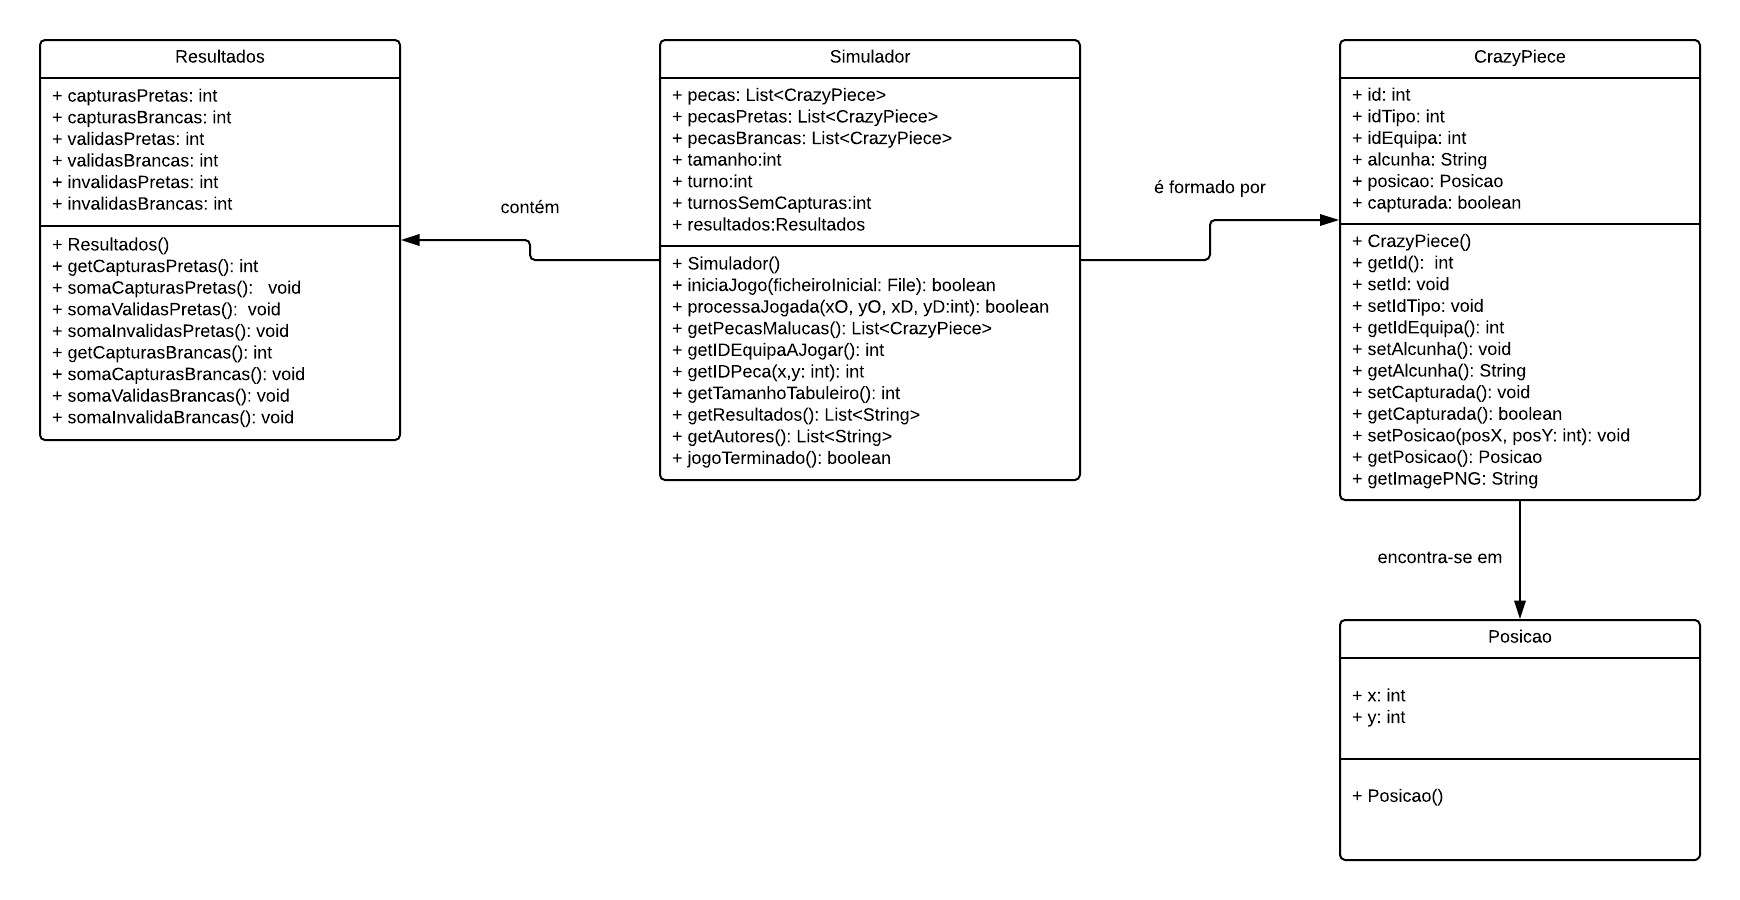 Resultados
+ capturasPretas: int
+ capturasBrancas: int
+ validasPretas: int
+ validasBrancas: int
+ invalidasPretas: int
+ invalidasBrancas: int
+ Resultados()
+ getCapturasPretas(): int
+ somaCapturasPretas():   void
+ somaValidasPretas():  void
+ somaInvalidasPretas(): void
+ getCapturasBrancas(): int
+ somaCapturasBrancas(): void
+ somaValidasBrancas(): void
+ somaInvalidaBrancas(): void
contém
Simulador
+ pecas: List<CrazyPiece>
+ pecasPretas: List<CrazyPiece>
+ pecasBrancas: List<CrazyPiece>
+ tamanho:int
+ turno:int
+ turnosSemCapturas:int
+ resultados:Resultados
+ Simulador()
+ iniciaJogo(ficheiroInicial: File): boolean
+ processaJogada(xO, yO, xD, yD:int): boolean
+ getPecasMalucas(): List<CrazyPiece>
+ getIDEquipaAJogar(): int
+ getIDPeca(x,y: int): int
+ getTamanhoTabuleiro(): int
+ getResultados(): List<String>
+ getAutores(): List<String>
+ jogoTerminado(): boolean
é formado por
CrazyPiece
+ id: int
+ idTipo: int
+ idEquipa: int
+ alcunha: String
+ posicao: Posicao
+ capturada: boolean
+ CrazyPiece()
+ getId():  int
+ setId: void
+ setIdTipo: void
+ getIdEquipa(): int
+ setAlcunha(): void
+ getAlcunha(): String
+ setCapturada(): void
+ getCapturada(): boolean
+ setPosicao(posX, posY: int): void
+ getPosicao(): Posicao
+ getImagePNG: String
encontra-se em
Posicao
+ x: int
+ y: int
+ Posicao()